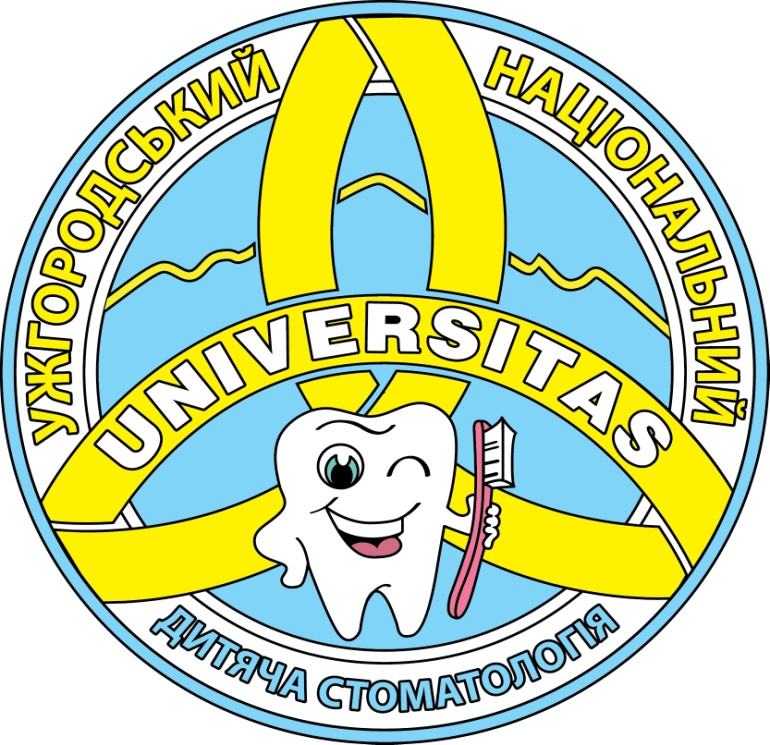 УЖГОРОДСЬКИЙ НАЦІОНАЛЬНИЙ
UNIVERSITAS
ДИТЯЧА СТОМАТОЛОГІЯ